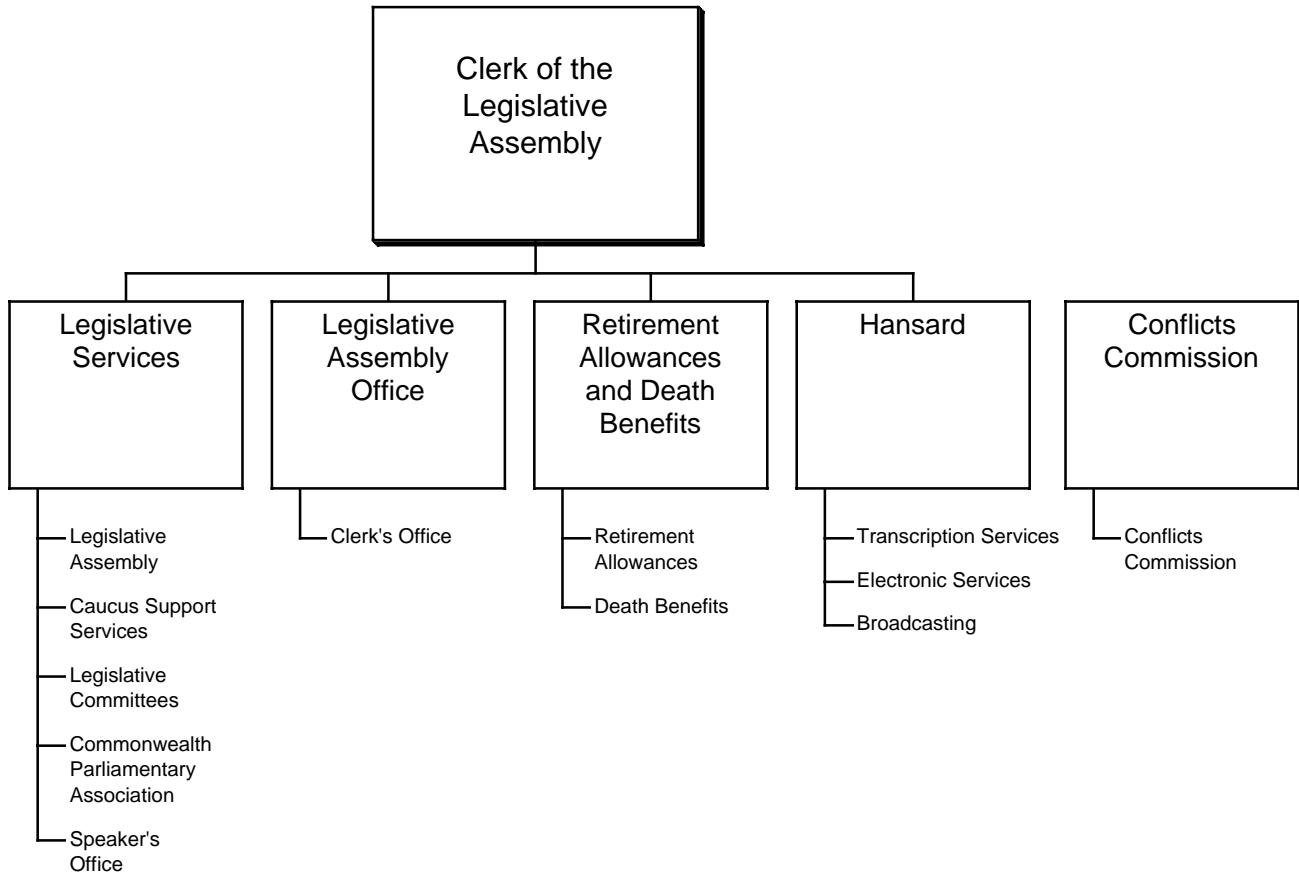 Clerk of the
Legislative
Assembly
Legislative
Services
Legislative
Assembly
Office
Retirement
Allowances
and Death
Benefits
Hansard
Conflicts
Commission
Legislative
Assembly
Caucus Support
Services
Legislative
Committees
Commonwealth
Parliamentary
Association
Speaker's
Office
Clerk's Office
Retirement
Allowances
Death Benefits
Transcription Services
Electronic Services
Broadcasting
Conflicts
Commission